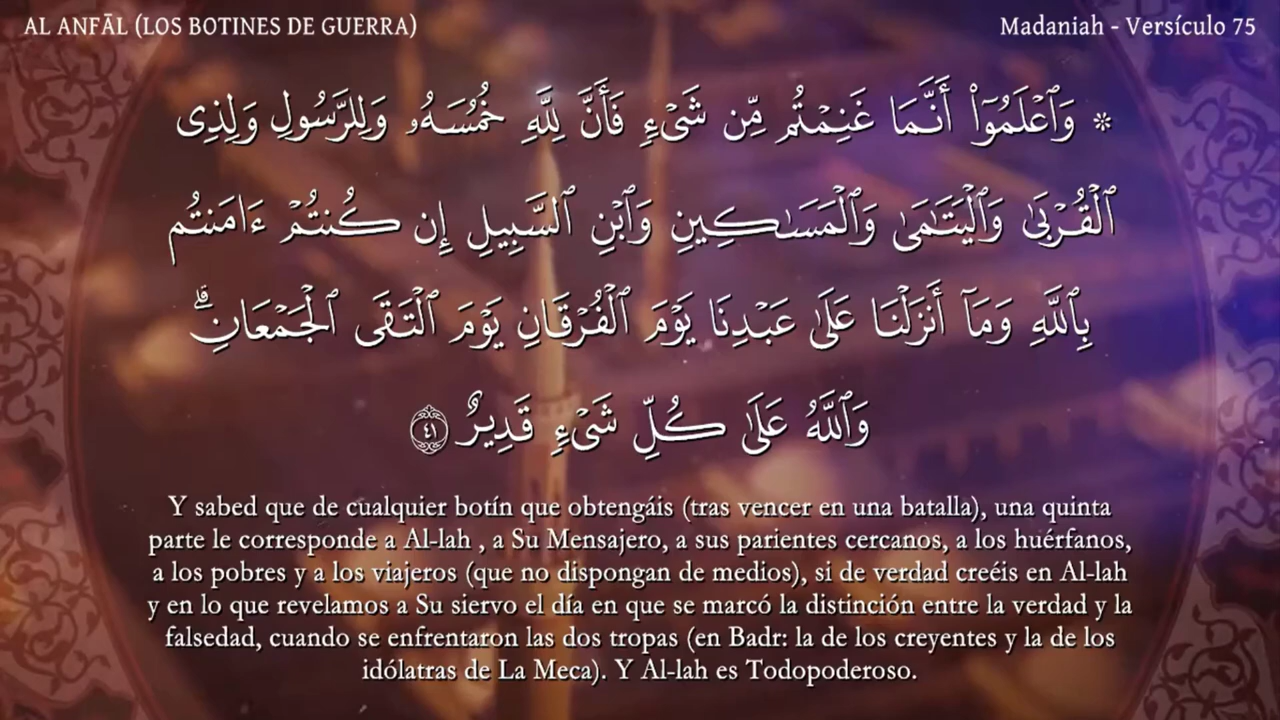 AL ANFĀL (LOS BOTINES DE GUERRA)
Madaniah - Versículo 75
۞ وَٱعْلَمُوٓا۟ أَنَّمَا غَنِمْتُم مِّن شَىْءٍ فَأَنَّ لِلَّهِ خُمُسَهُۥ وَلِلرَّسُولِ وَلِذِى
ٱلْقُرْبَىٰ وَٱلْيَتَـٰمَىٰ وَٱلْمَسَـٰكِينِ وَٱبْنِ ٱلسَّبِيلِ إِن كُنتُمْ ءَامَنتُم
بِٱللَّهِ وَمَآ أَنزَلْنَا عَلَىٰ عَبْدِنَا يَوْمَ ٱلْفُرْقَانِ يَوْمَ ٱلْتَقَى ٱلْجَمْعَانِ ۗ
وَٱللَّهُ عَلَىٰ كُلِّ شَىْءٍ قَدِيرٌ ٤١
Y sabed que de cualquier botín que obtengáis (tras vencer en una batalla), una quinta
parte le corresponde a Al-lah , a Su Mensajero, a sus parientes cercanos, a los huérfanos,
a los pobres y a los viajeros (que no dispongan de medios), si de verdad creéis en Al-lah
y en lo que revelamos a Su siervo el día en que se marcó la distinción entre la verdad y la
falsedad, cuando se enfrentaron las dos tropas (en Badr: la de los creyentes y la de los
idólatras de La Meca). Y Al-lah es Todopoderoso.